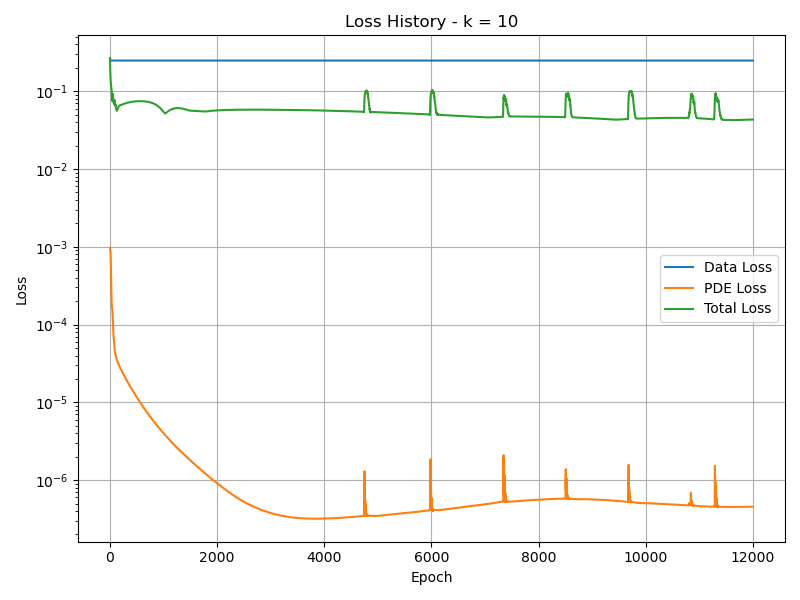 Loss History - k = 10
Loss
10⁻¹
10⁻²
10⁻³
10⁻⁴
10⁻⁵
10⁻⁶
Data Loss
PDE Loss
Total Loss
0 2000 4000 6000 8000 10000 12000
Epoch